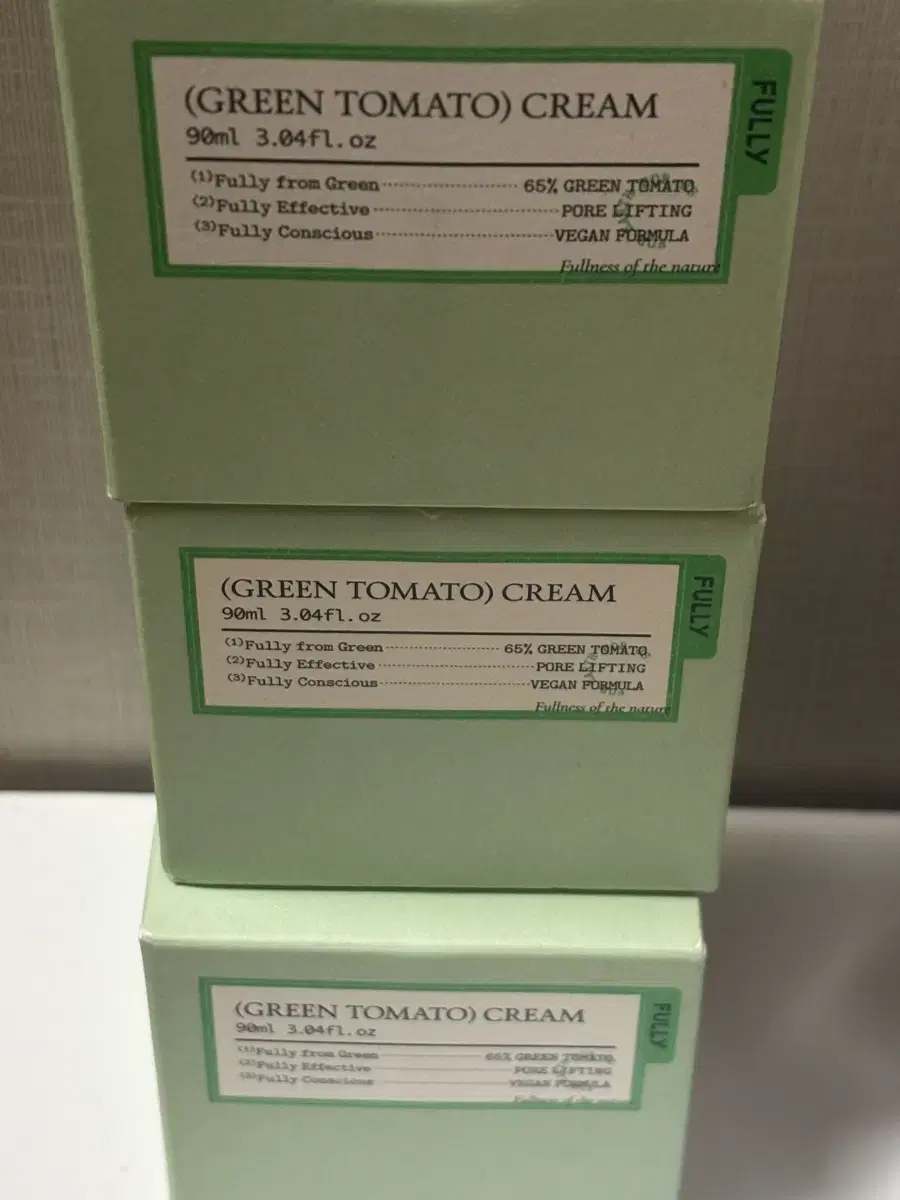 (GREEN TOMATO) CREAM
90ml 3.04fl.oz
(1)Fully from Green 65% GREEN TOMATO
(2)Fully Effective PORE LIFTING
(3)Fully Conscious VEGAN FORMULA
Fullness of the nature
FULLY
(GREEN TOMATO) CREAM
90ml 3.04fl.oz
(1)Fully from Green 65% GREEN TOMATO
(2)Fully Effective PORE LIFTING
(3)Fully Conscious VEGAN FORMULA
Fullness of the nature
FULLY
(GREEN TOMATO) CREAM
90ml 3.04fl.oz
(1)Fully from Green 65% GREEN TOMATO
(2)Fully Effective PORE LIFTING
(3)Fully Conscious VEGAN FORMULA
Fullness of the nature
FULLY